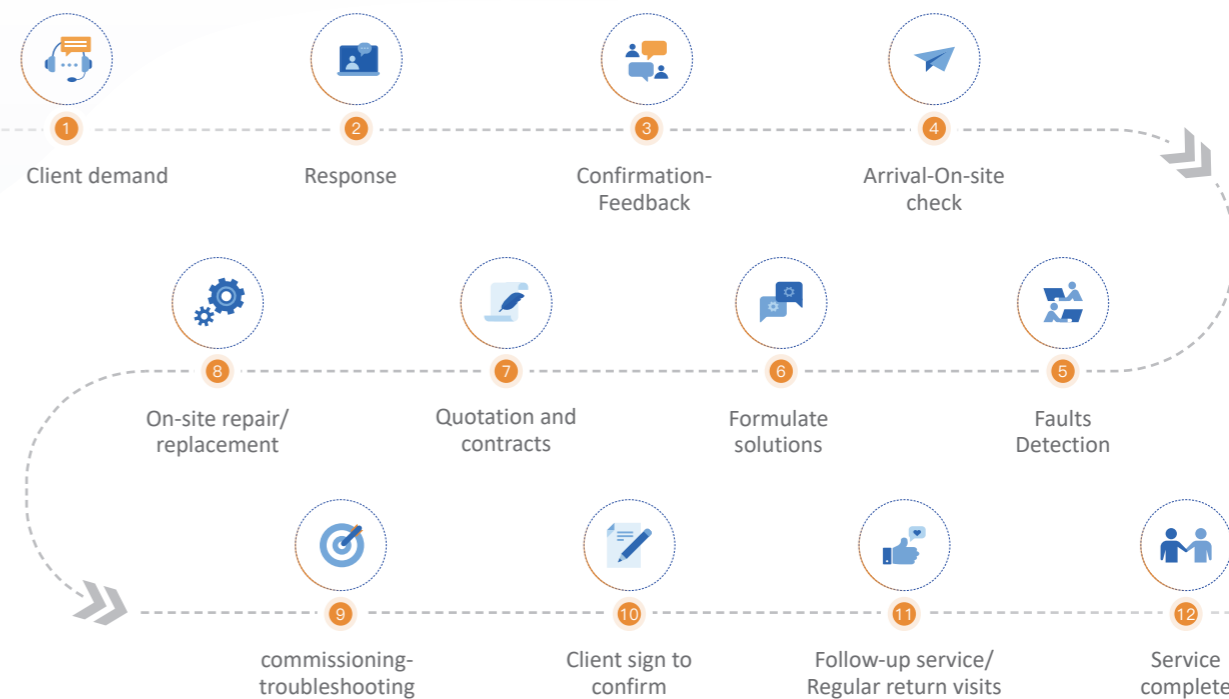 1
Client demand
2
Response
3
Confirmation-
Feedback
4
Arrival-On-site
check
5
Faults
Detection
6
Formulate
solutions
7
Quotation and
contracts
8
On-site repair/
replacement
9
commissioning-
troubleshooting
10
Client sign to
confirm
11
Follow-up service/
Regular return visits
12
Service
complete